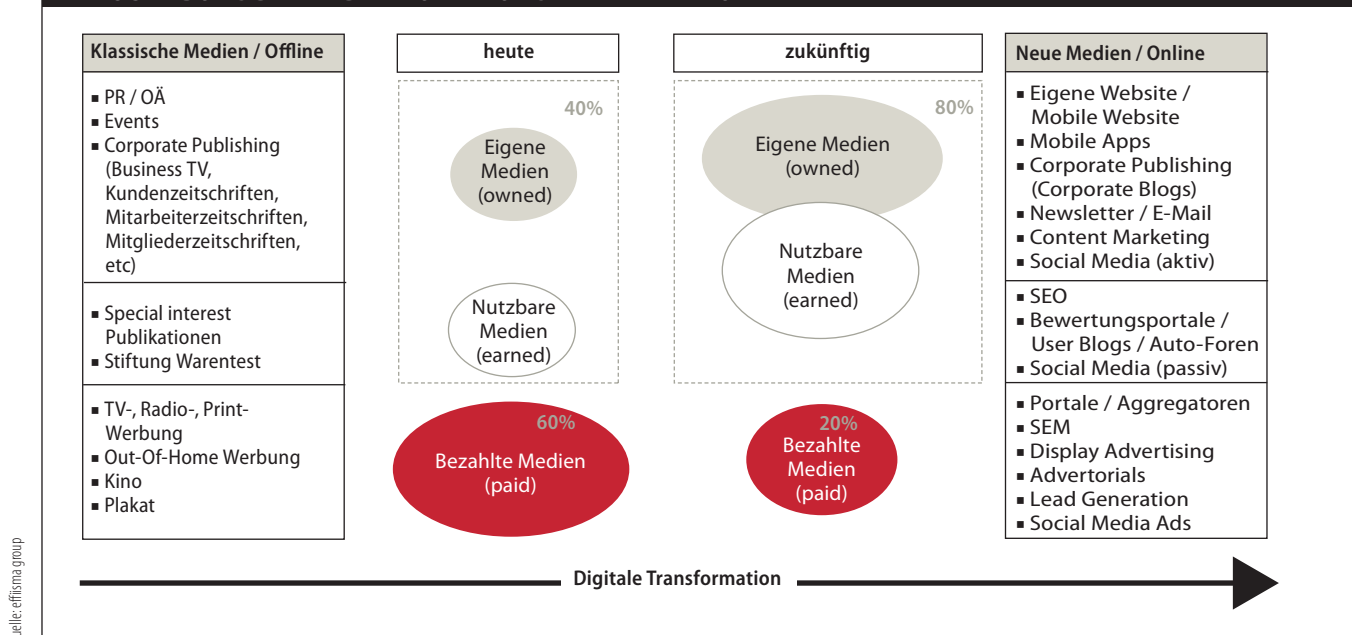 Klassische Medien / Offline
▪ PR / OÄ
▪ Events
▪ Corporate Publishing
(Business TV,
Kundenzeitschriften,
Mitarbeiterzeitschriften,
Mitgliederzeitschriften,
etc)
▪ Special interest
Publikationen
▪ Stiftung Warentest
▪ TV-, Radio-, Print-
Werbung
▪ Out-Of-Home Werbung
▪ Kino
▪ Plakat
heute
40%
Eigene
Medien
(owned)
Nutzbare
Medien
(earned)
60%
Bezahlte Medien
(paid)
zukünftig
80%
Eigene Medien
(owned)
Nutzbare
Medien
(earned)
20%
Bezahlte
Medien
(paid)
Neue Medien / Online
▪ Eigene Website /
Mobile Website
▪ Mobile Apps
▪ Corporate Publishing
(Corporate Blogs)
▪ Newsletter / E-Mail
▪ Content Marketing
▪ Social Media (aktiv)
▪ SEO
▪ Bewertungsportale /
User Blogs / Auto-Foren
▪ Social Media (passiv)
▪ Portale / Aggregatoren
▪ SEM
▪ Display Advertising
▪ Advertorials
▪ Lead Generation
▪ Social Media Ads
Digitale Transformation
group